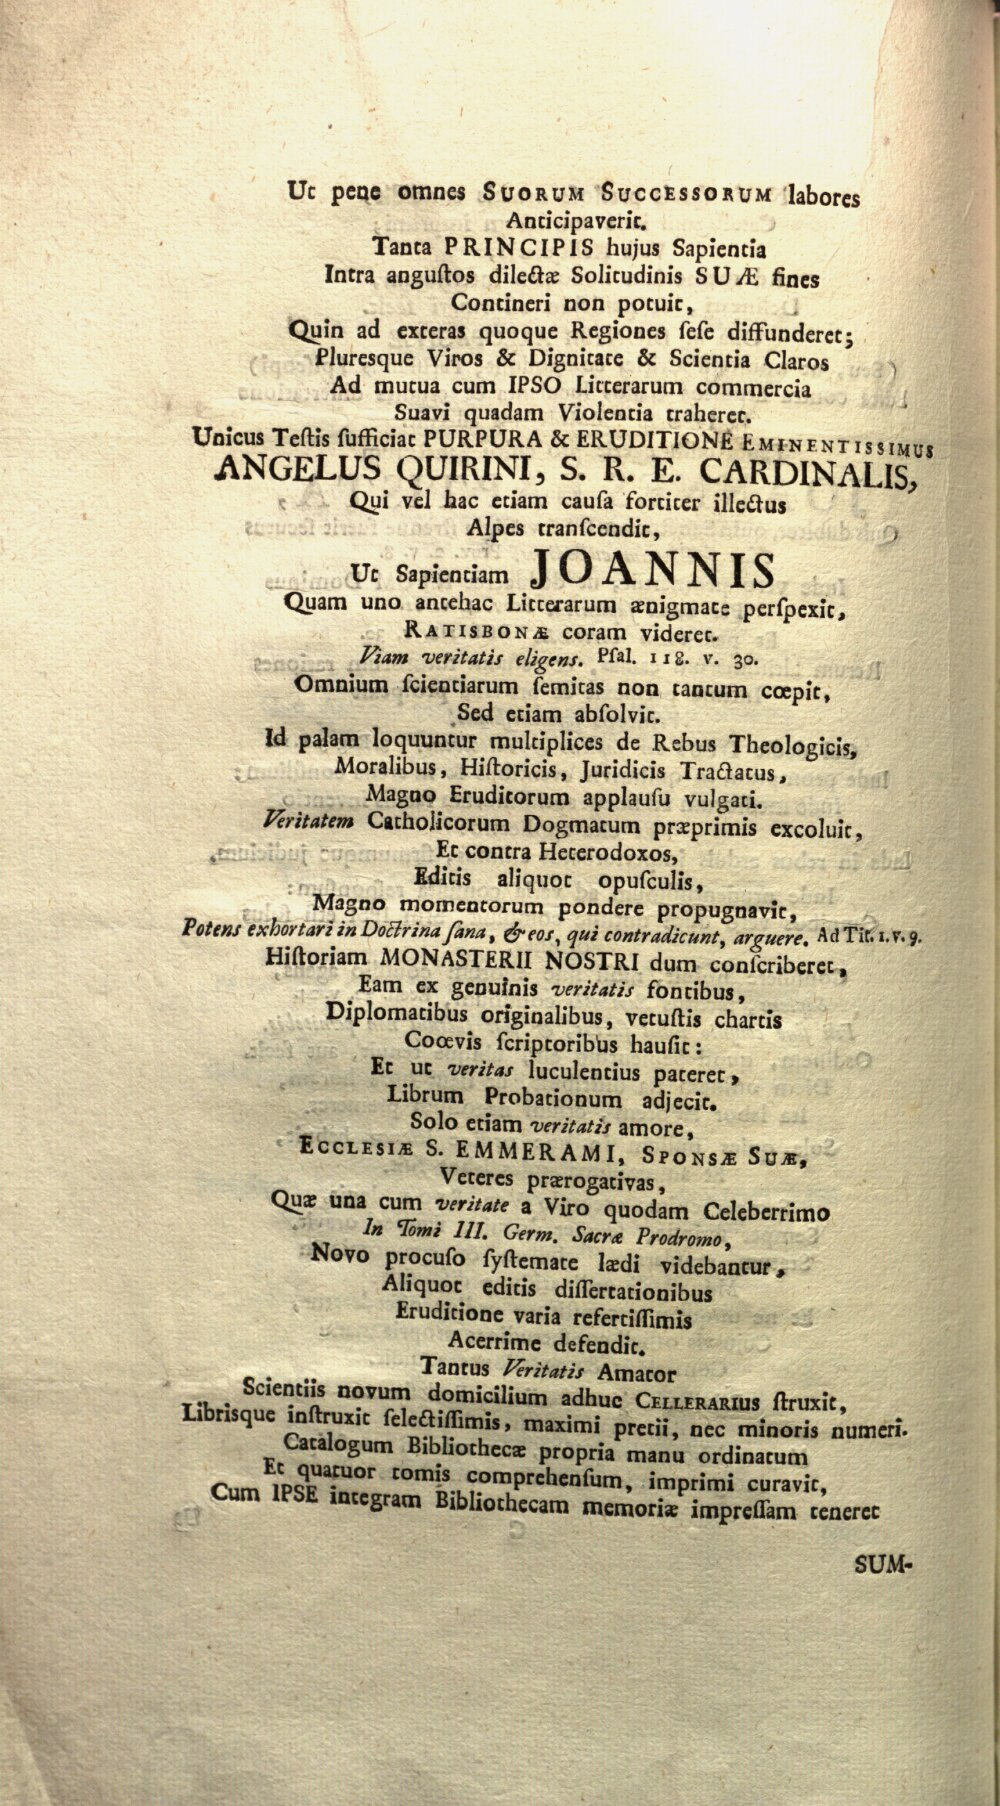 Ut pene omnes SUORUM SUCCESSORUM labores
Anticipaverit.
Tanta PRINCIPIS hujus Sapientia
Intra anguſtos dilectæ Solitudinis SUÆ fines
Contineri non potuit,
Quin ad exteras quoque Regiones ſeſe diffunderet;
Pluresque Viros & Dignitate & Scientia Claros
Ad mutua cum IPSO Litterarum commercia
Suavi quadam Violentia traheret.
Unicus Teſtis ſufficiat PURPURA & ERUDITIONE EMINENTISSIMUS
ANGELUS QUIRINI, S. R. E. CARDINALIS,
Qui vel hac etiam cauſa fortiter illectus
Alpes tranſcendit,
Ut Sapientiam JOANNIS
Quam uno antehac Litterarum ænigmate perſpexit,
RATISBONÆ coram videret.
Viam veritatis eligens. Pſal. 118. v. 30.
Omnium ſcientiarum ſemitas non tantum cœpit,
Sed etiam abſolvit.
Id palam loquuntur multiplices de Rebus Theologicis,
Moralibus, Hiſtoricis, Juridicis Tractatus,
Magno Eruditorum applauſu vulgati.
Veritatem Catholicorum Dogmatum præprimis excoluit,
Et contra Heterodoxos,
Editis aliquot opuſculis,
Magno momentorum pondere propugnavit,
Potens exhortari in Doctrina ſana, & eos, qui contradicunt, arguere. Ad Tit. 1. v. 9.
Hiſtoriam MONASTERII NOSTRI dum conſcriberet,
Eam ex genuinis veritatis fontibus,
Diplomatibus originalibus, vetuſtis chartis
Coœvis ſcriptoribus hauſit:
Et ut veritas luculentius pateret,
Librum Probationum adjecit.
Solo etiam veritatis amore,
ECCLESIÆ S. EMMERAMI, SPONSÆ SUÆ,
Veteres prærogativas,
Quæ una cum veritate a Viro quodam Celeberrimo
In Tomi III. Germ. Sacræ Prodromo,
Novo procuſo ſyſtemate lædi videbantur,
Aliquot editis diſſertationibus
Eruditione varia refertiſſimis
Acerrime defendit.
Tantus Veritatis Amator
Scientiis novum domicilium adhuc CELLERARIUS ſtruxit,
Librisque inſtruxit ſelectiſſimis, maximi pretii, nec minoris numeri.
Catalogum Bibliothecæ propria manu ordinatum
Et quatuor tomis comprehenſum, imprimi curavit,
Cum IPSE integram Bibliothecam memoriæ impreſſam teneret
SUM-